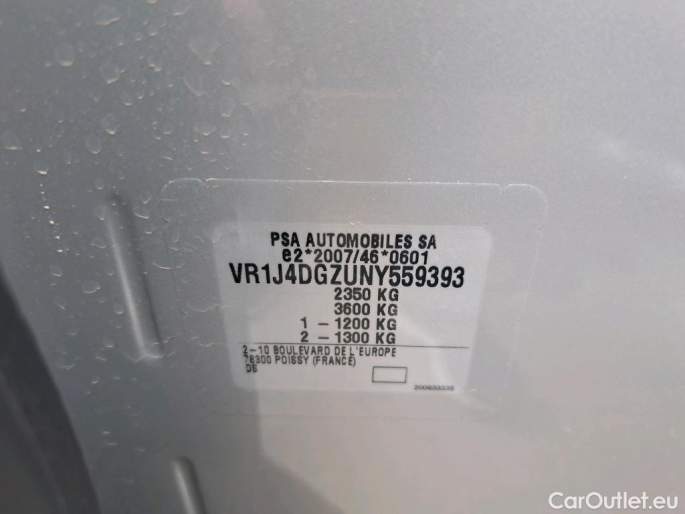 PSA AUTOMOBILES SA
e2*2007/46*0601
VR1J4DGZUNY559393
2350 KG
3600 KG
1 - 1200 KG
2 - 1300 KG
2-10 BOULEVARD DE L'EUROPE
78300 POISSY (FRANCE)
DS
CarOutlet.eu